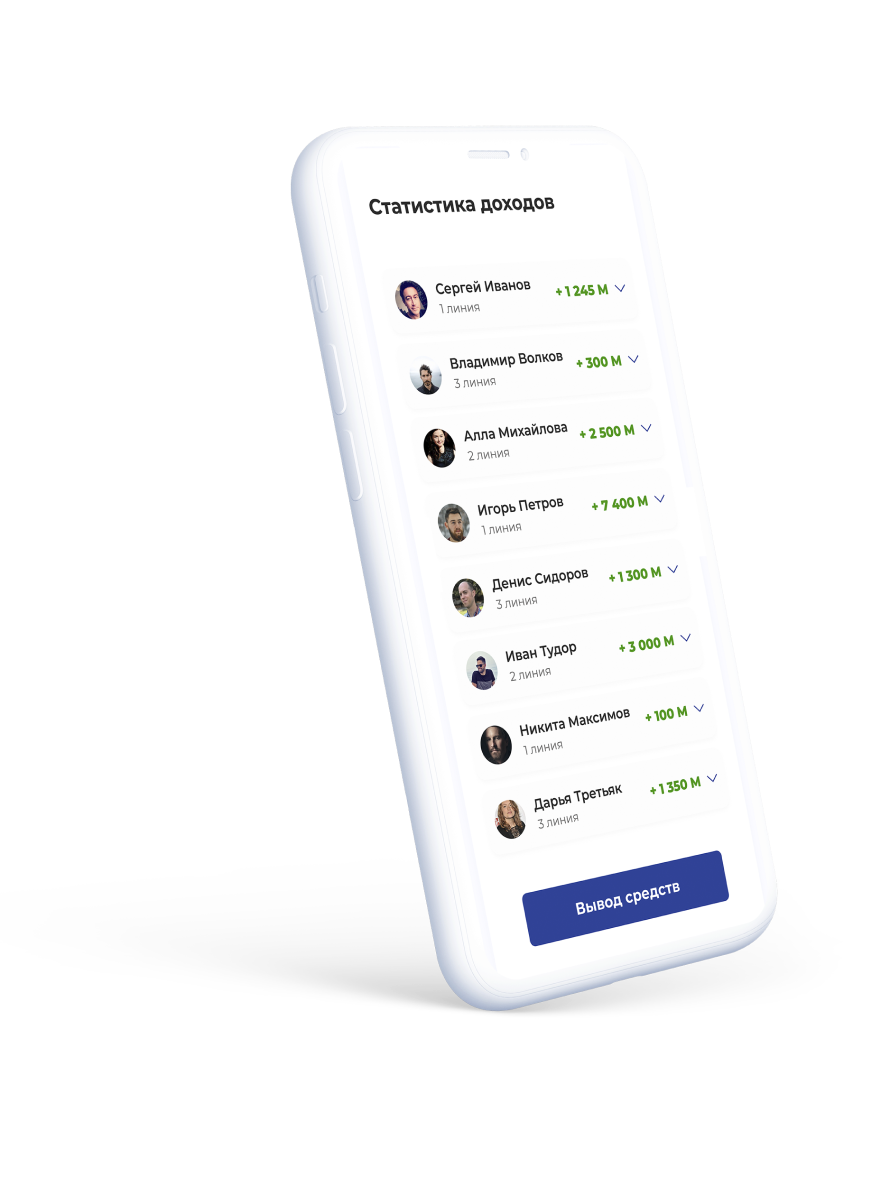 Статистика доходов
Сергей Иванов
1 линия
+ 1 245 М
Владимир Волков
3 линия
+ 300 М
Алла Михайлова
2 линия
+ 2 500 М
Игорь Петров
1 линия
+ 7 400 М
Денис Сидоров
3 линия
+ 1 300 М
Иван Тудор
2 линия
+ 3 000 М
Никита Максимов
1 линия
+ 100 М
Дарья Третьяк
3 линия
+ 1 350 М
Вывод средств